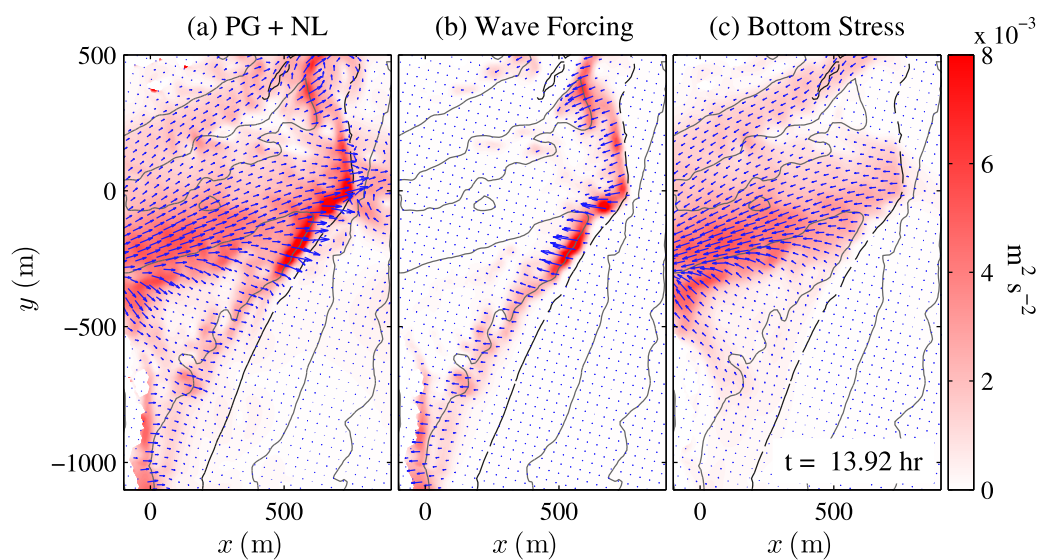 (a) PG + NL
(b) Wave Forcing
(c) Bottom Stress
x 10⁻³
500
0
−500
−1000
y (m)
0 500
0 500
0 500
x (m)
x (m)
x (m)
t = 13.92 hr
8
6
4
2
0
m² s⁻²